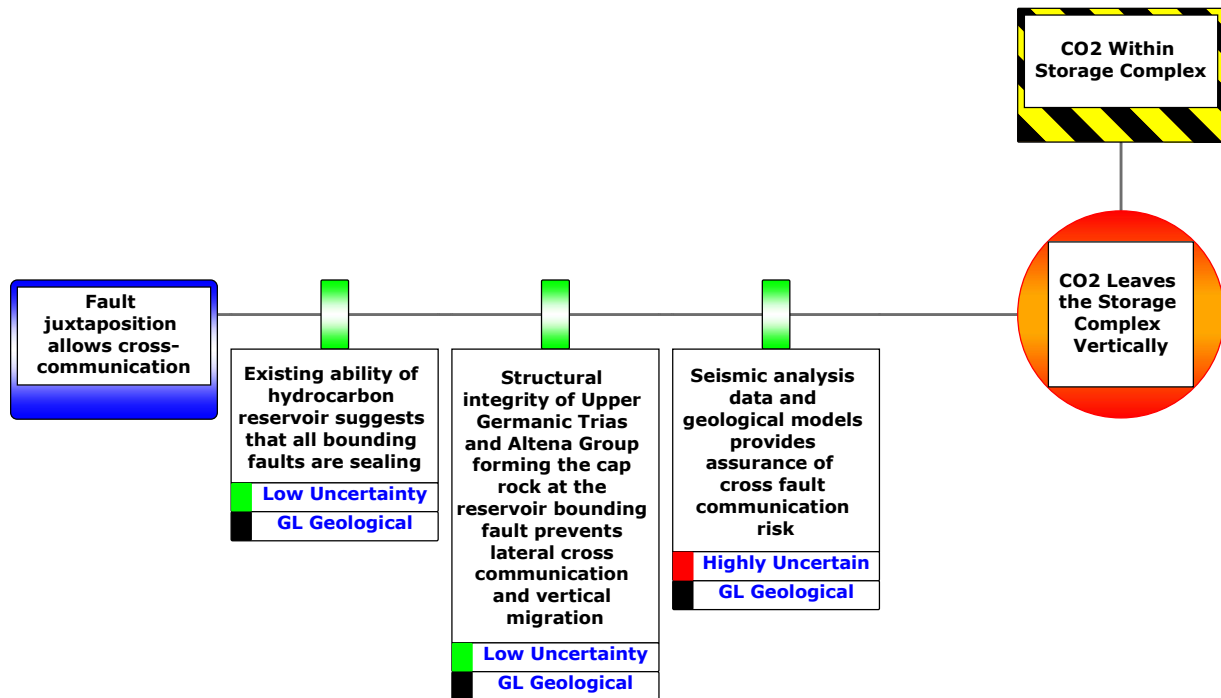 CO2 Within
Storage Complex
Fault
juxtaposition
allows cross-
communication
CO2 Leaves
the Storage
Complex
Vertically
Existing ability of
hydrocarbon
reservoir suggests
that all bounding
faults are sealing
Low Uncertainty
GL Geological
Structural
integrity of Upper
Germanic Trias
and Altena Group
forming the cap
rock at the
reservoir bounding
fault prevents
lateral cross
communication
and vertical
migration
Low Uncertainty
GL Geological
Seismic analysis
data and
geological models
provides
assurance of
cross fault
communication
risk
Highly Uncertain
GL Geological